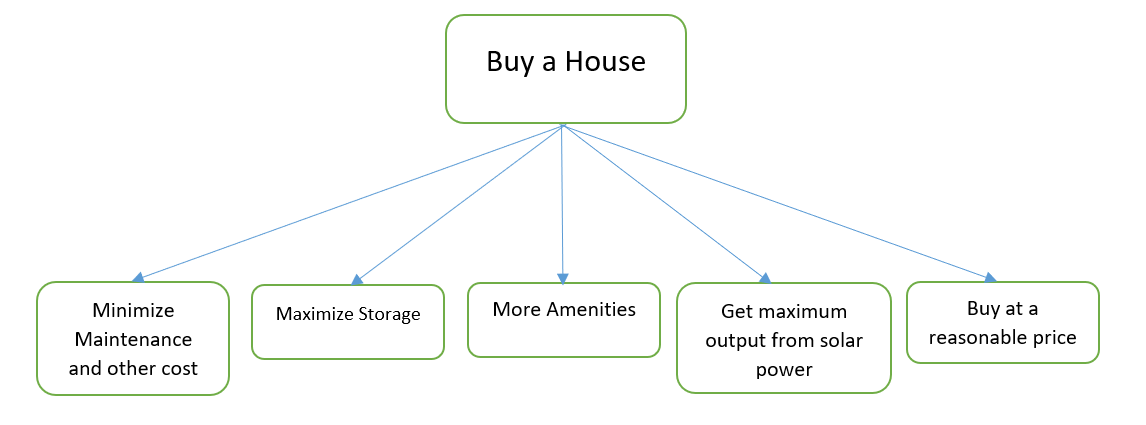 Buy a House
Minimize
Maintenance
and other cost
Maximize Storage
More Amenities
Get maximum
output from solar
power
Buy at a
reasonable price